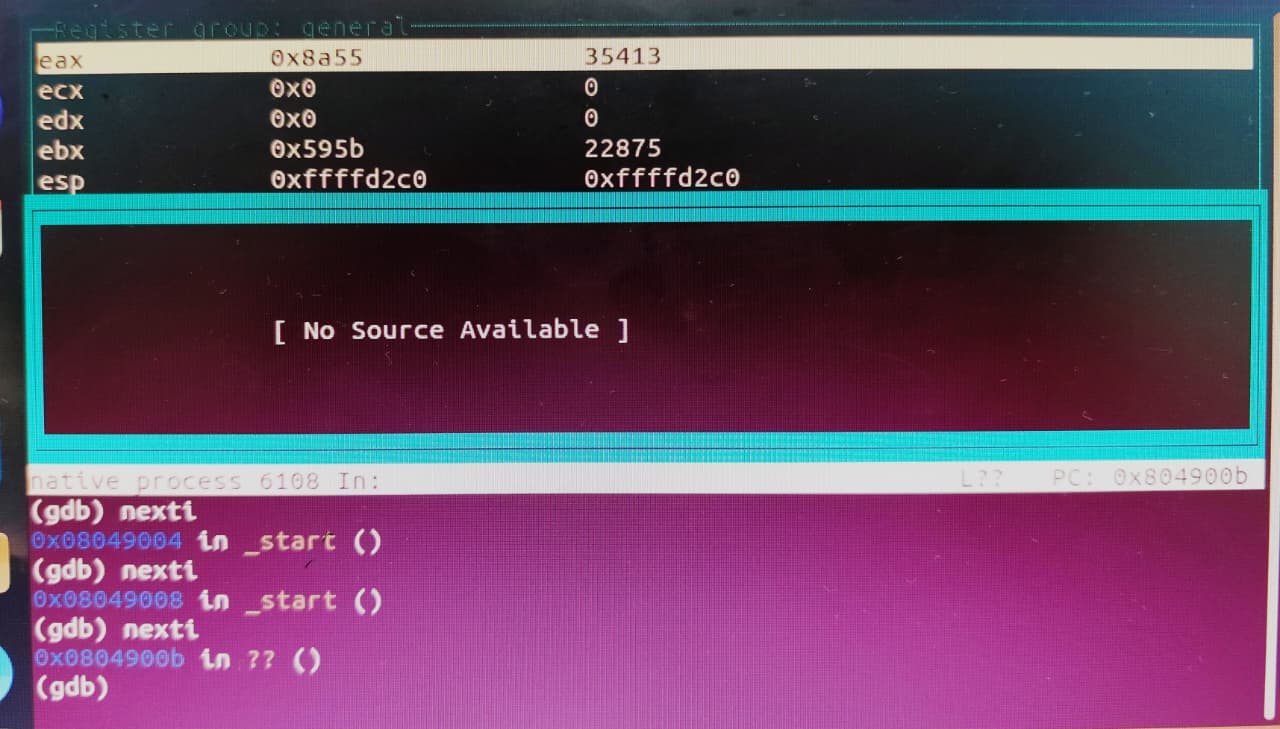 Register group: general
eax 0x8a55 35413
ecx 0x0 0
edx 0x0 0
ebx 0x595b 22875
esp 0xffffd2c0 0xffffd2c0
[ No Source Available ]
native process 6108 In: L?? PC: 0x804900b
(gdb) nexti
0x08049004 in _start ()
(gdb) nexti
0x08049008 in _start ()
(gdb) nexti
0x0804900b in ?? ()
(gdb)